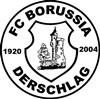 FC BORUSSIA
1920 2004
DERSCHLAG